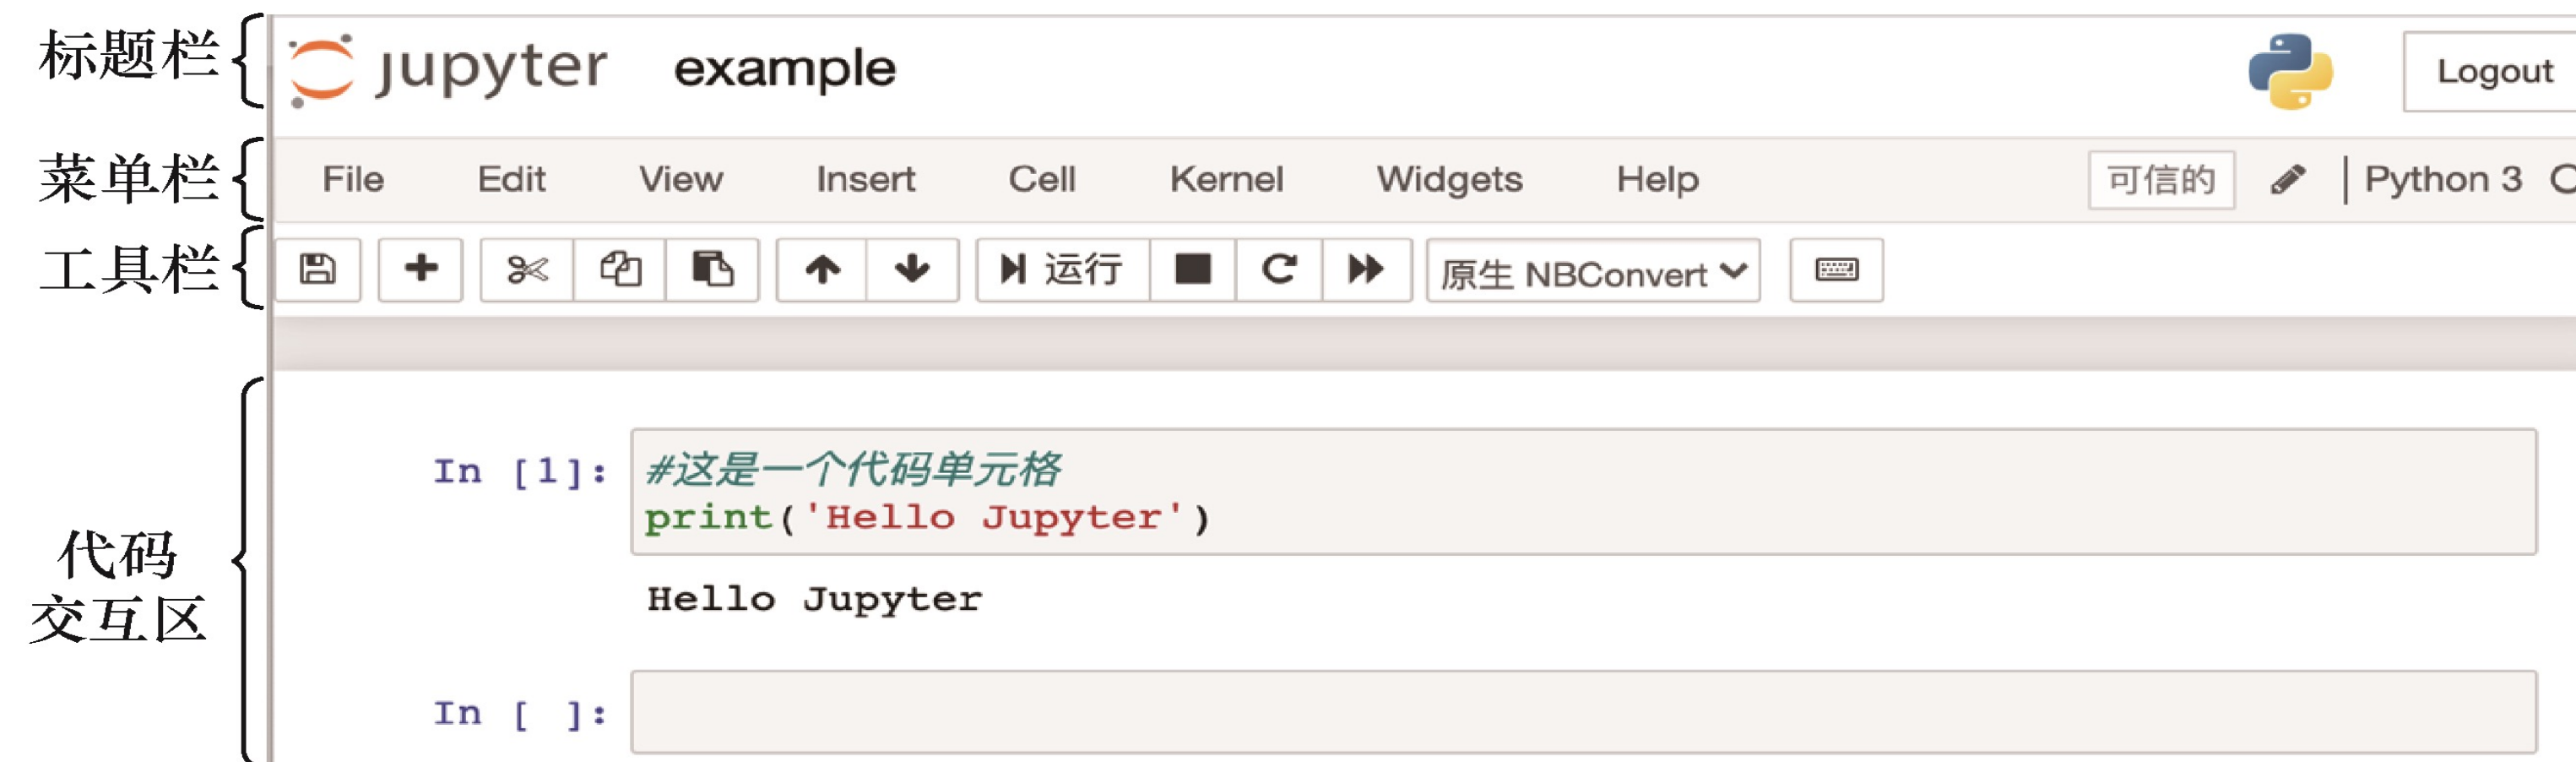 标题栏 jupyter example Logout
菜单栏 File Edit View Insert Cell Kernel Widgets Help 可信的 Python 3
工具栏 运行 原生 NBConvert
代码
交互区
In [1]: #这是一个代码单元格
print('Hello Jupyter')
Hello Jupyter
In [ ]: